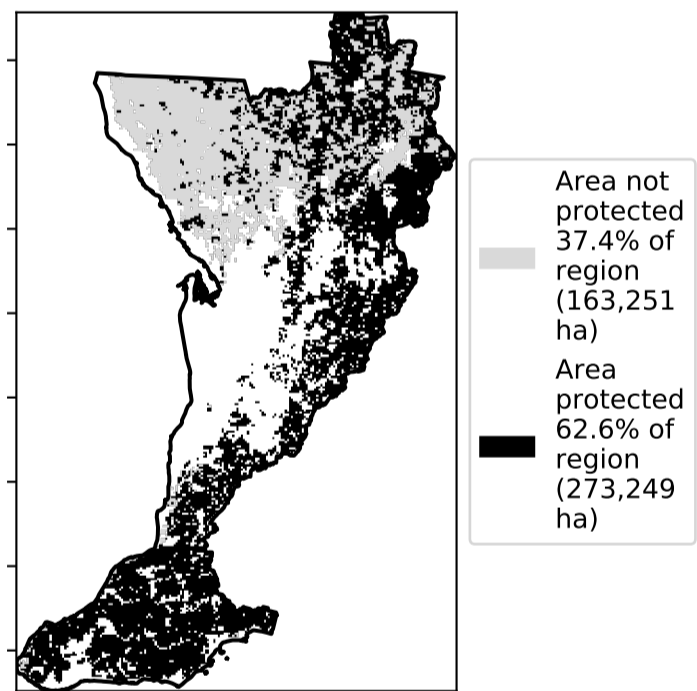 Area not
protected
37.4% of
region
(163,251
ha)
Area
protected
62.6% of
region
(273,249
ha)